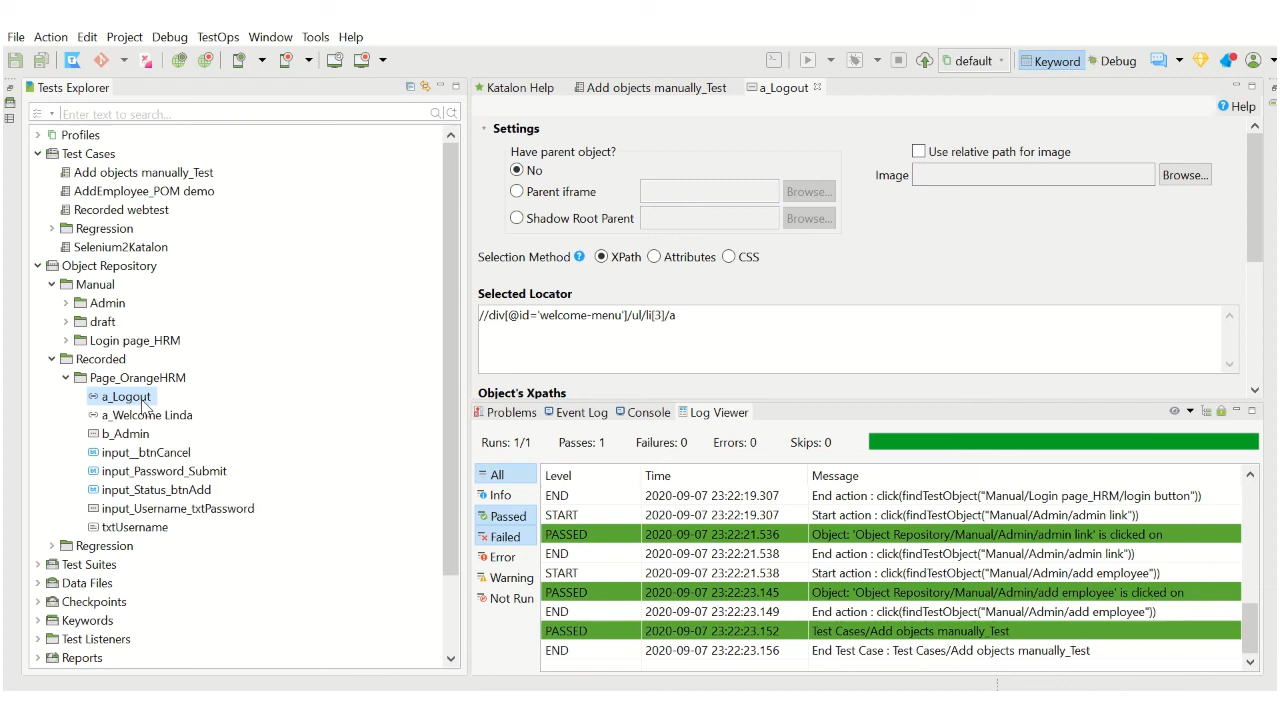 File Action Edit Project Debug TestOps Window Tools Help
default Keyword Debug
Tests Explorer
Enter text to search...
Profiles
Test Cases
Add objects manually_Test
AddEmployee_POM demo
Recorded webtest
Regression
Selenium2Katalon
Object Repository
Manual
Admin
draft
Login page_HRM
Recorded
Page_OrangeHRM
a_Logout
a_Welcome Linda
b_Admin
input__btnCancel
input_Password_Submit
input_Status_btnAdd
input_Username_txtPassword
txtUsername
Regression
Test Suites
Data Files
Checkpoints
Keywords
Test Listeners
Reports
Katalon Help Add objects manually_Test a_Logout
Help
Settings
Have parent object?
No
Parent iframe Browse...
Shadow Root Parent Browse...
Use relative path for image
Image Browse...
Selection Method XPath Attributes CSS
Selected Locator
//div[@id='welcome-menu']/ul/li[3]/a
Object's Xpaths
Problems Event Log Console Log Viewer
Runs: 1/1 Passes: 1 Failures: 0 Errors: 0 Skips: 0
All
Info
Passed
Failed
Error
Warning
Not Run
Level Time Message
END 2020-09-07 23:22:19.307 End action : click(findTestObject("Manual/Login page_HRM/login button"))
START 2020-09-07 23:22:19.307 Start action : click(findTestObject("Manual/Admin/admin link"))
PASSED 2020-09-07 23:22:21.536 Object: 'Object Repository/Manual/Admin/admin link' is clicked on
END 2020-09-07 23:22:21.538 End action : click(findTestObject("Manual/Admin/admin link"))
START 2020-09-07 23:22:21.538 Start action : click(findTestObject("Manual/Admin/add employee"))
PASSED 2020-09-07 23:22:23.145 Object: 'Object Repository/Manual/Admin/add employee' is clicked on
END 2020-09-07 23:22:23.149 End action : click(findTestObject("Manual/Admin/add employee"))
PASSED 2020-09-07 23:22:23.152 Test Cases/Add objects manually_Test
END 2020-09-07 23:22:23.156 End Test Case : Test Cases/Add objects manually_Test